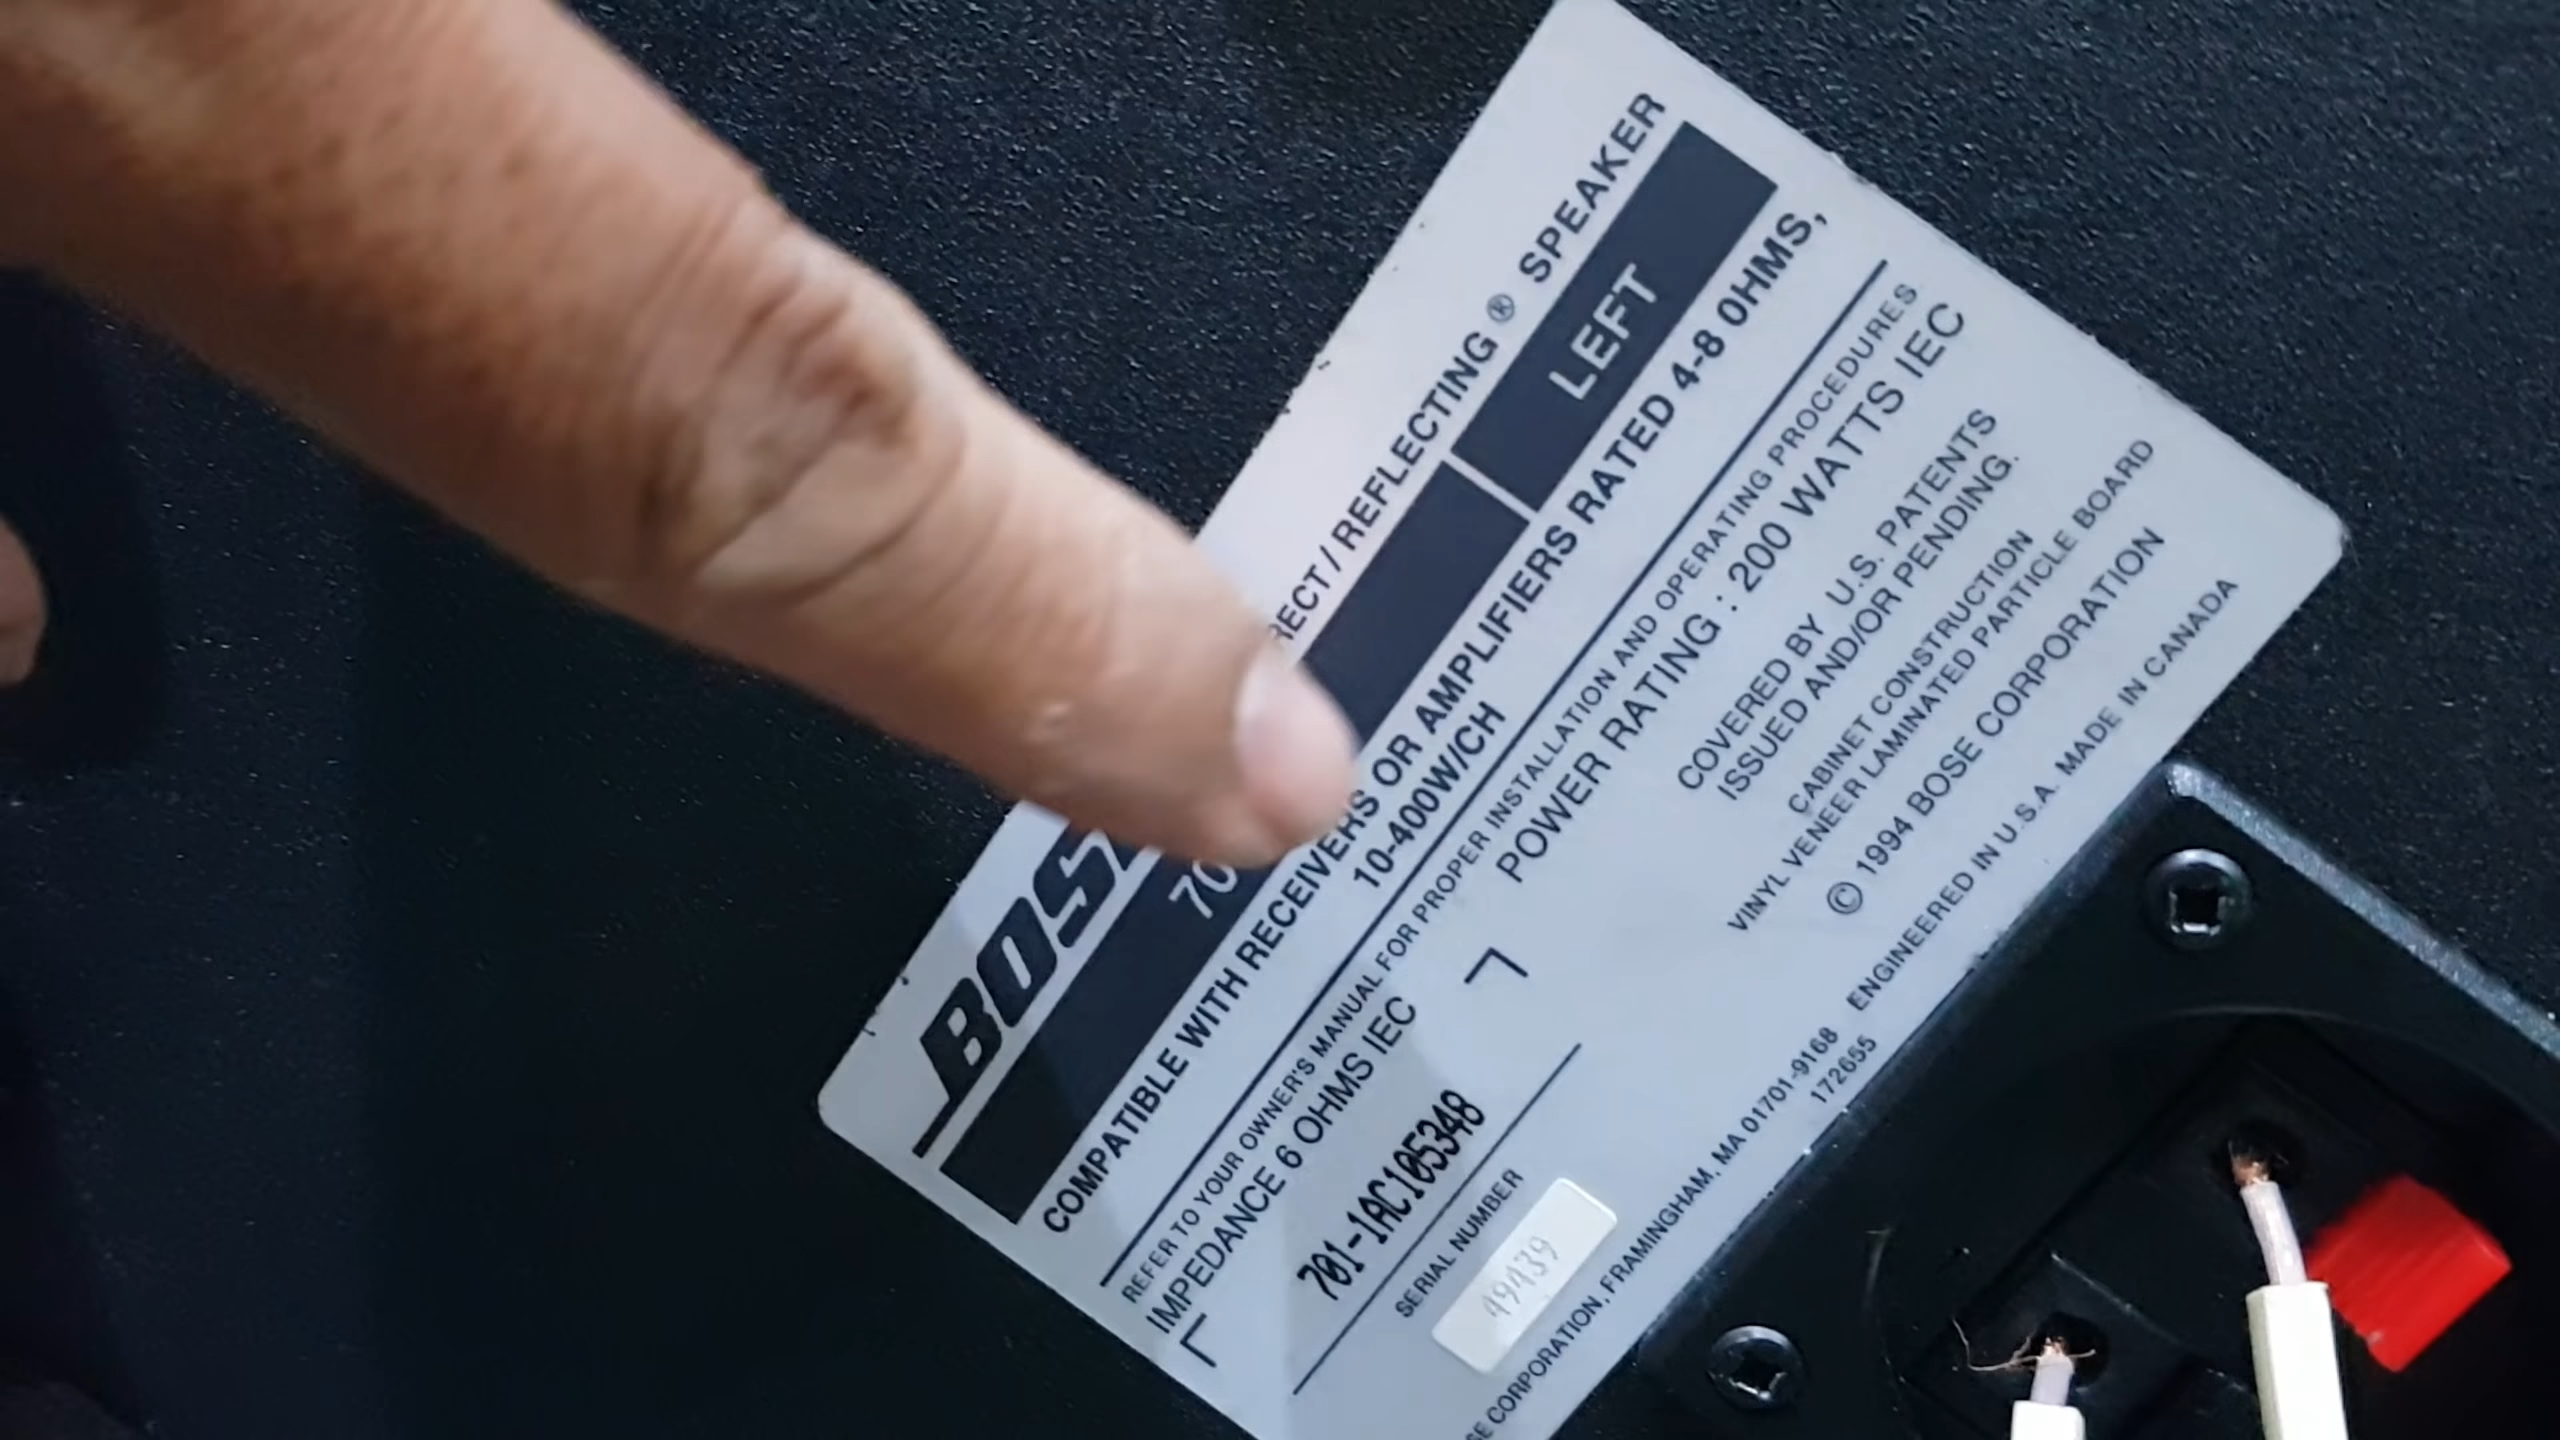 BOSE
RECT / REFLECTING ® SPEAKER
70
LEFT
COMPATIBLE WITH RECEIVERS OR AMPLIFIERS RATED 4-8 OHMS,
10-400W/CH
REFER TO YOUR OWNER'S MANUAL FOR PROPER INSTALLATION AND OPERATING PROCEDURES.
IMPEDANCE 6 OHMS IEC
POWER RATING : 200 WATTS IEC
701-1AC105348
SERIAL NUMBER
49439
COVERED BY U.S. PATENTS
ISSUED AND/OR PENDING.
CABINET CONSTRUCTION
VINYL VENEER LAMINATED PARTICLE BOARD
© 1994 BOSE CORPORATION
SE CORPORATION, FRAMINGHAM, MA 01701-9168 ENGINEERED IN U.S.A. MADE IN CANADA
172655